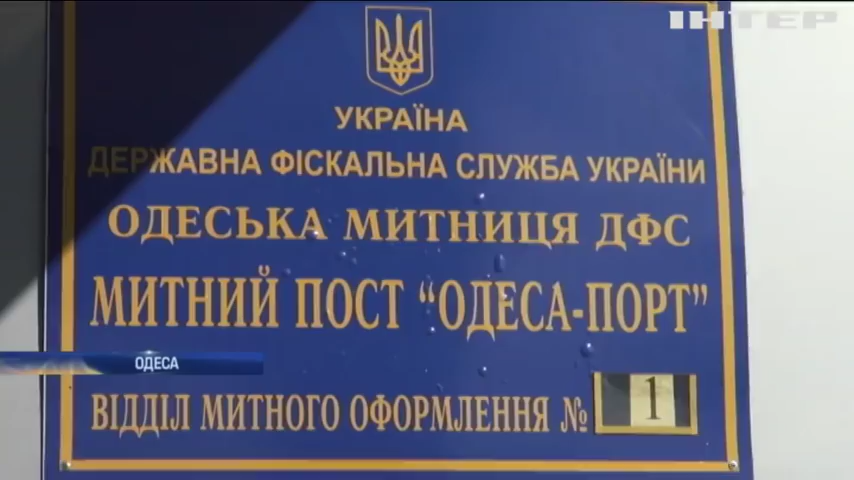 ІНТЕР
УКРАЇНА
ДЕРЖАВНА ФІСКАЛЬНА СЛУЖБА УКРАЇНИ
ОДЕСЬКА МИТНИЦЯ ДФС
МИТНИЙ ПОСТ “ОДЕСА-ПОРТ”
ОДЕСА
ВІДДІЛ МИТНОГО ОФОРМЛЕННЯ № 1